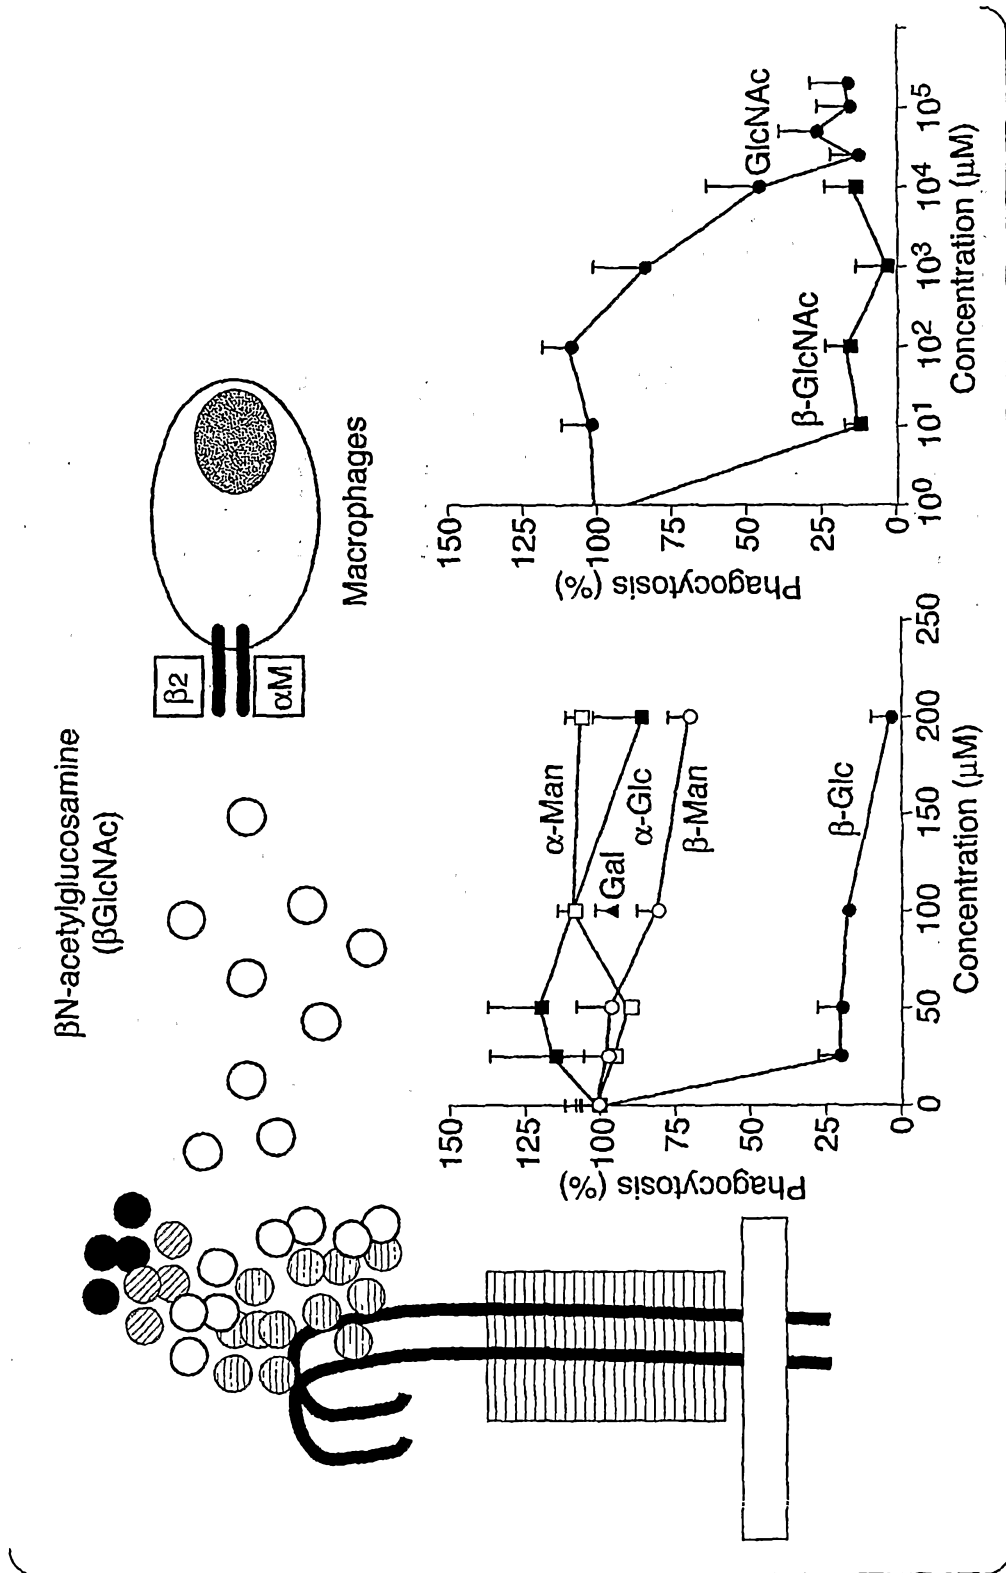 βN-acetylglucosamine
(βGlcNAc)
β2
αM
Macrophages
Phagocytosis (%)
150
125
100
75
50
25
0
α-Man
α-Glc
Gal
β-Man
β-Glc
0
50
100
150
200
250
Concentration (μM)
Phagocytosis (%)
150
125
100
75
50
25
0
GlcNAc
β-GlcNAc
10⁰
10¹
10²
10³
10⁴
10⁵
Concentration (μM)